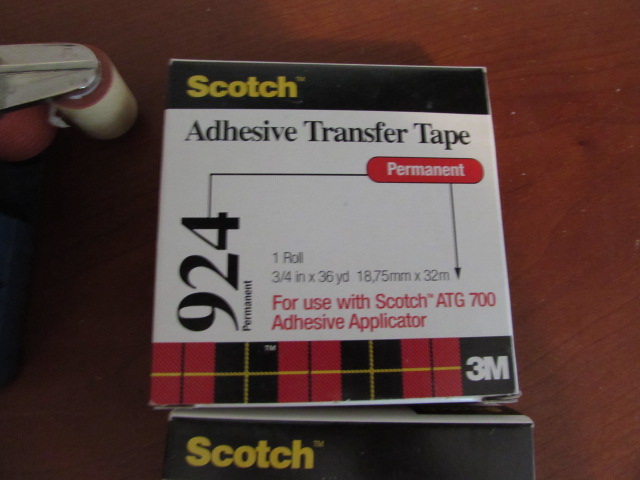 Scotch™
Adhesive Transfer Tape
Permanent
924
Permanent
1 Roll
3/4 in x 36 yd 18,75mm x 32m
For use with Scotch™ ATG 700
Adhesive Applicator
™
3M
Scotch™